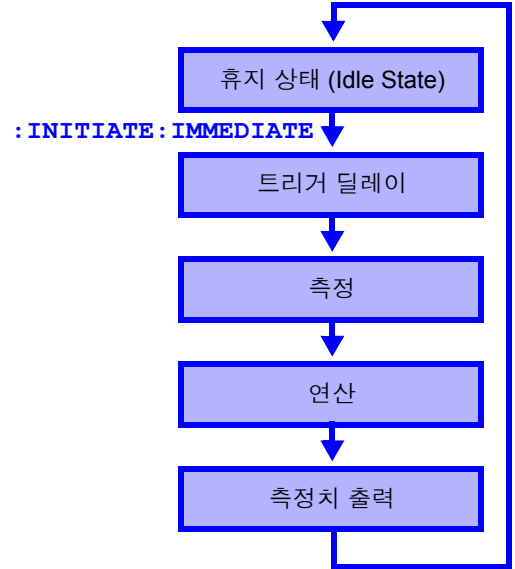 휴지 상태 (Idle State)
:INITIATE:IMMEDIATE
트리거 딜레이
측정
연산
측정치 출력